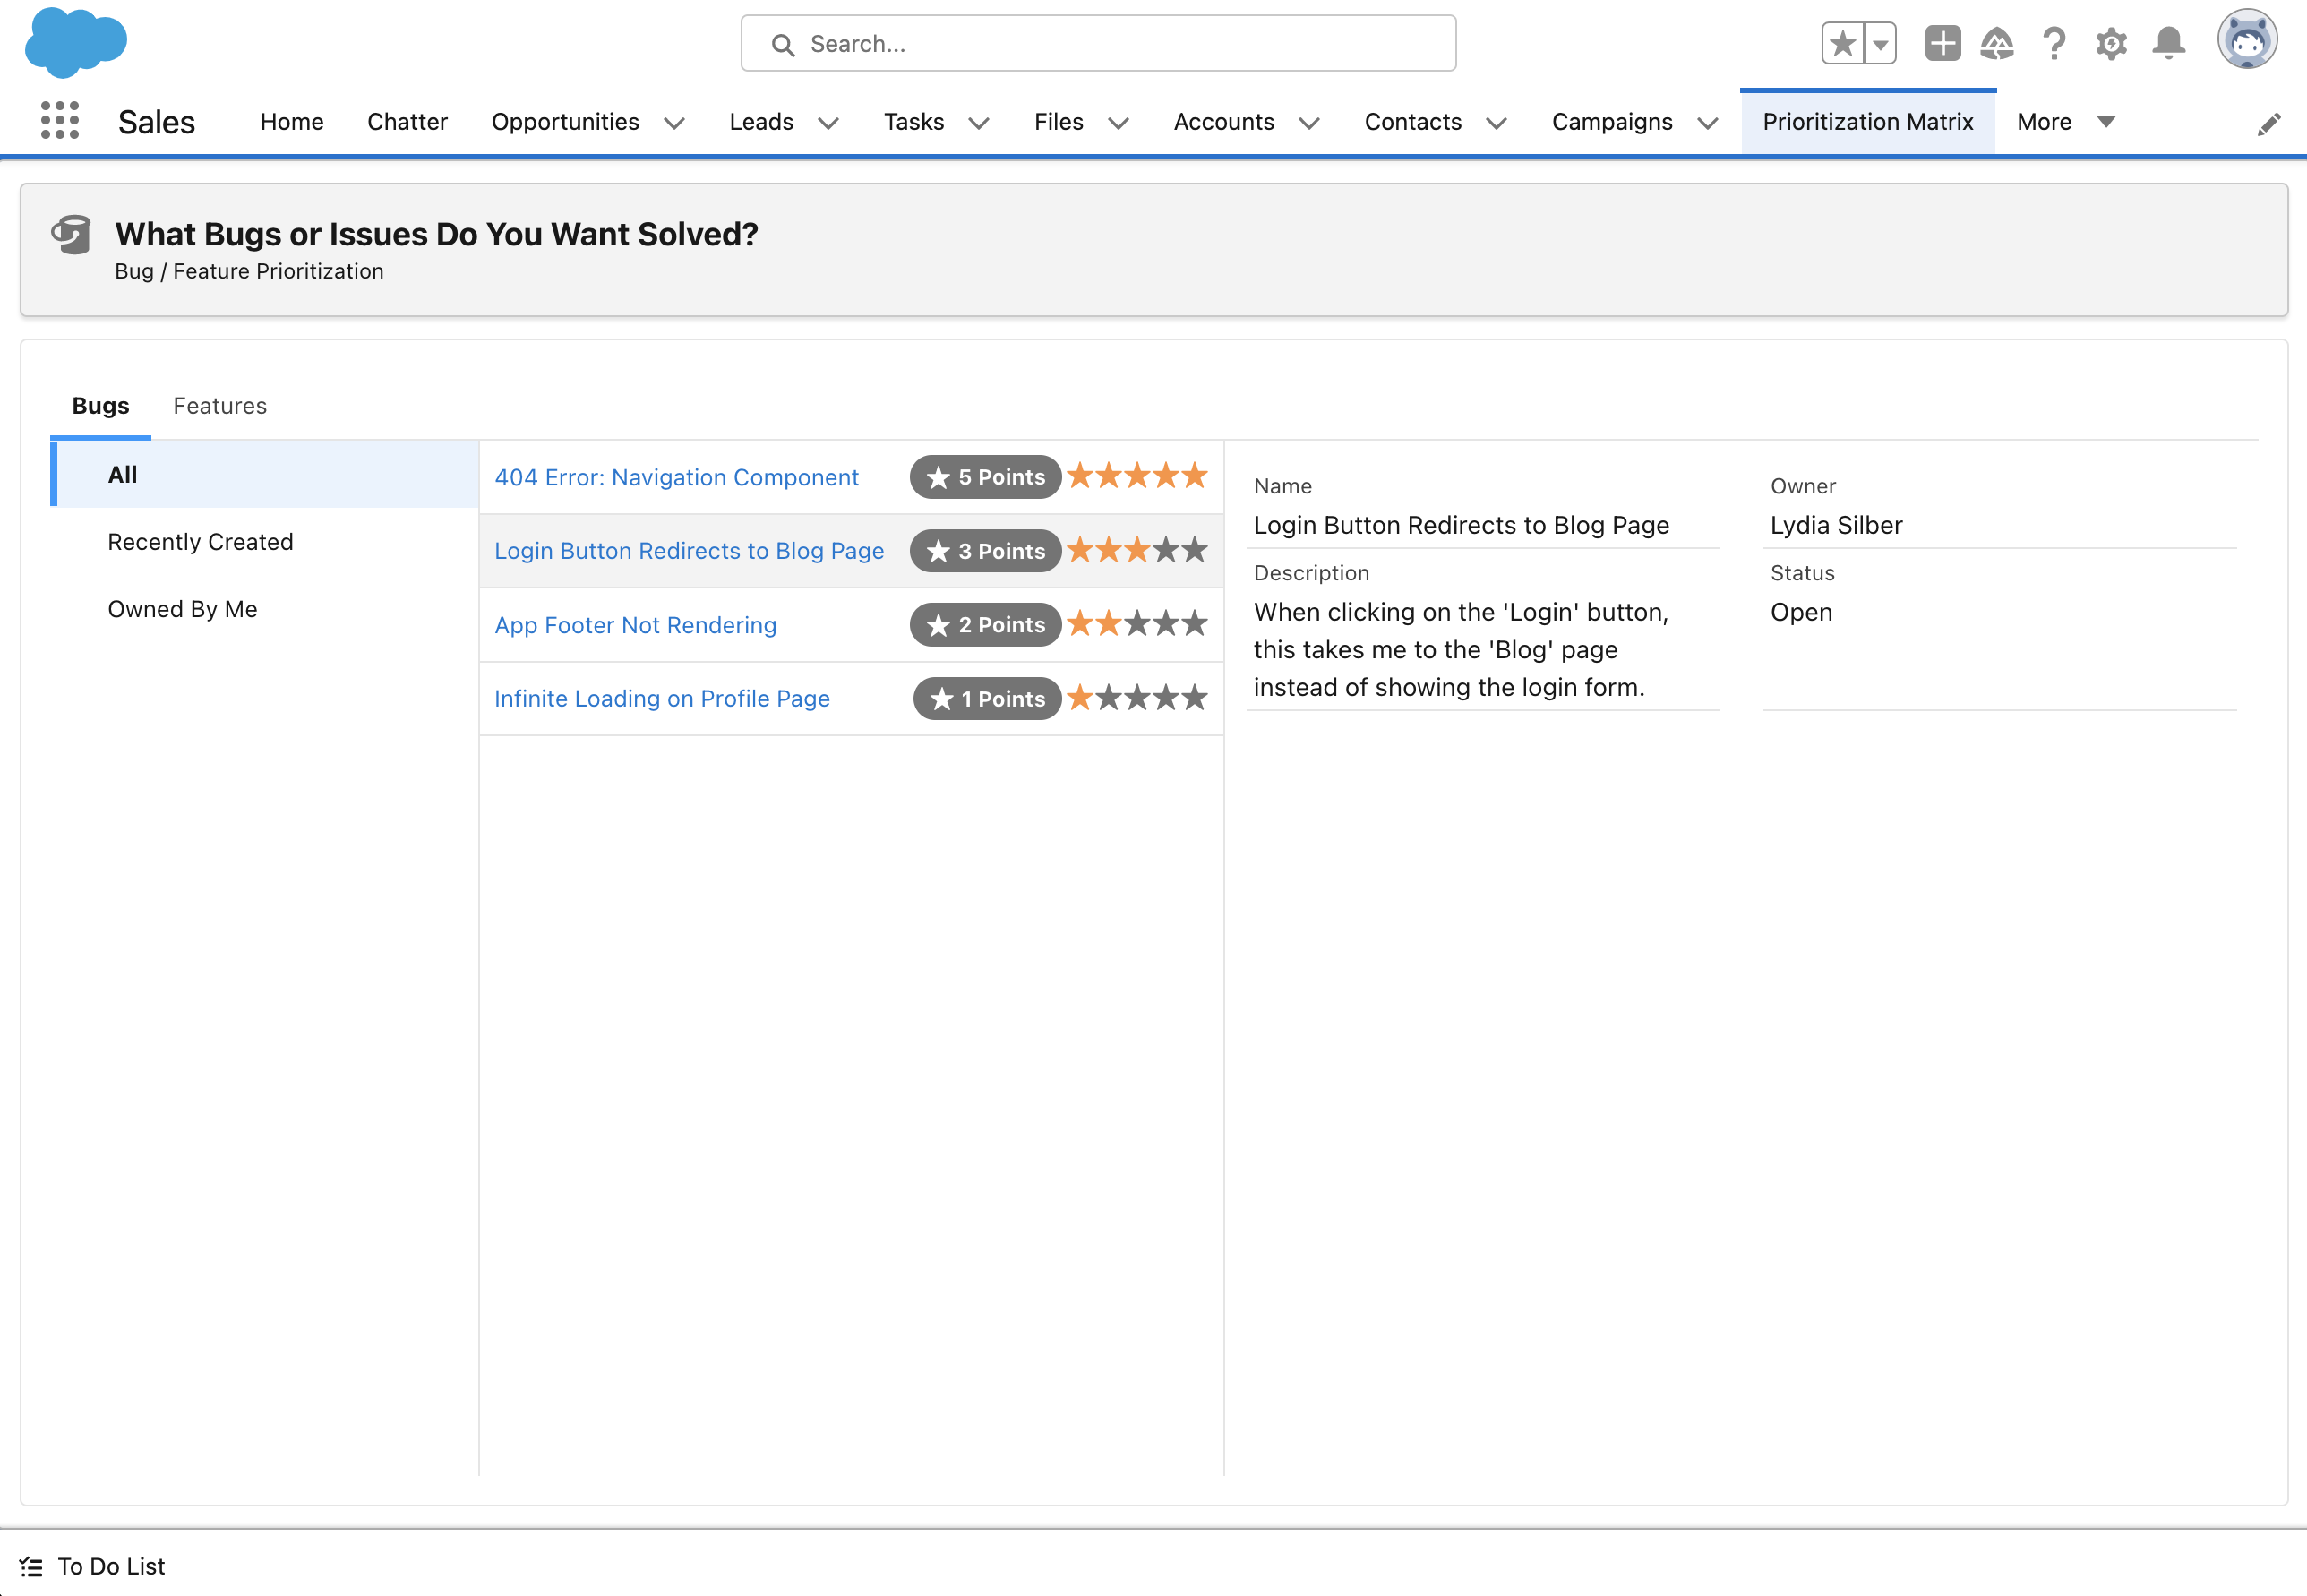 Search...
Sales
Home
Chatter
Opportunities
Leads
Tasks
Files
Accounts
Contacts
Campaigns
Prioritization Matrix
More
What Bugs or Issues Do You Want Solved?
Bug / Feature Prioritization
Bugs
Features
All
Recently Created
Owned By Me
404 Error: Navigation Component
5 Points
Login Button Redirects to Blog Page
3 Points
App Footer Not Rendering
2 Points
Infinite Loading on Profile Page
1 Points
Name
Login Button Redirects to Blog Page
Owner
Lydia Silber
Description
When clicking on the 'Login' button,
this takes me to the 'Blog' page
instead of showing the login form.
Status
Open
To Do List